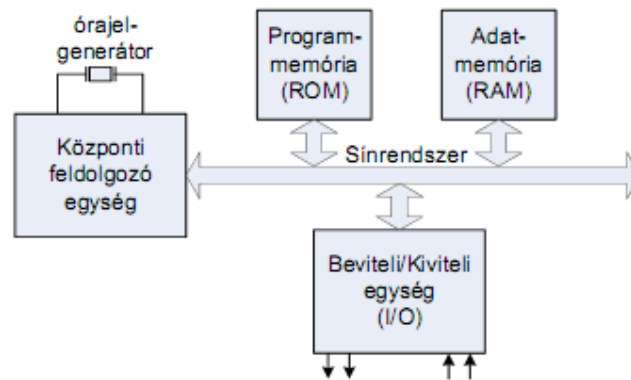 órajel-
generátor
Program-
memória
(ROM)
Adat-
memória
(RAM)
Központi
feldolgozó
egység
Sínrendszer
Beviteli/Kiviteli
egység
(I/O)